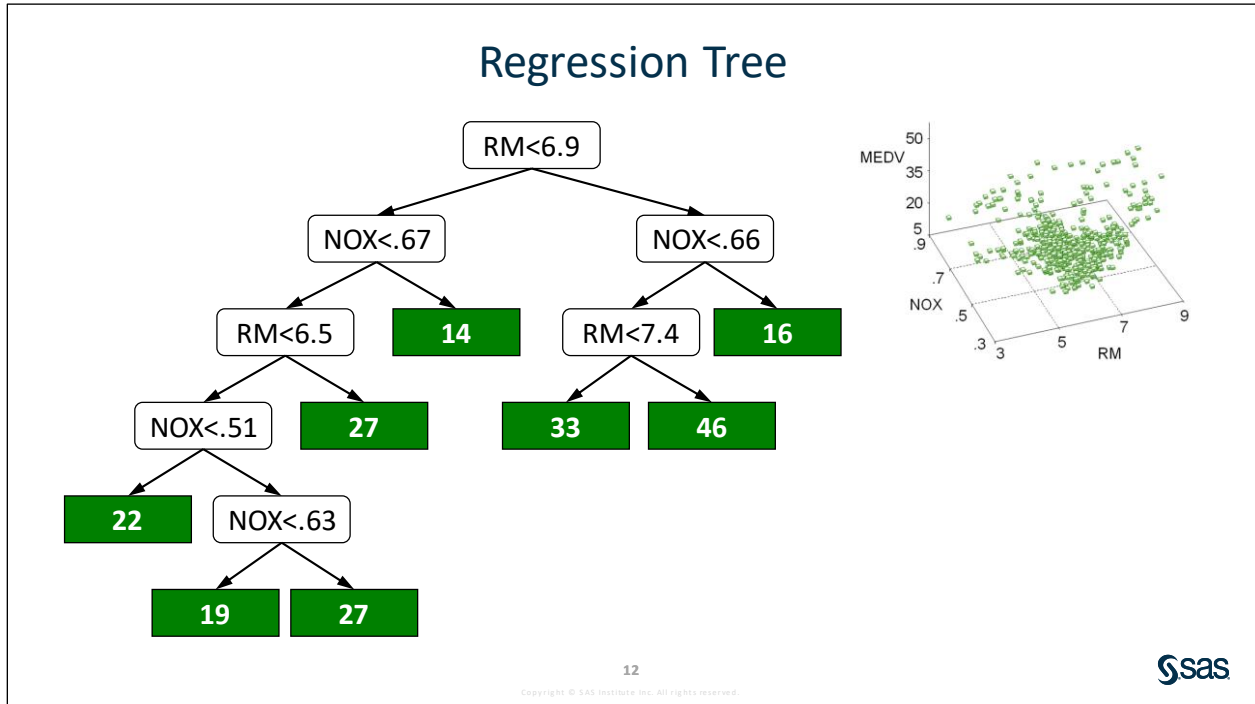 Regression Tree
RM<6.9
NOX<.67
NOX<.66
RM<6.5
14
RM<7.4
16
NOX<.51
27
33
46
22
NOX<.63
19
27
MEDV
50
35
20
5
.9
.7
NOX
.5
.3
3
5
RM
7
9
12
Copyright © SAS Institute Inc. All rights reserved.
sas